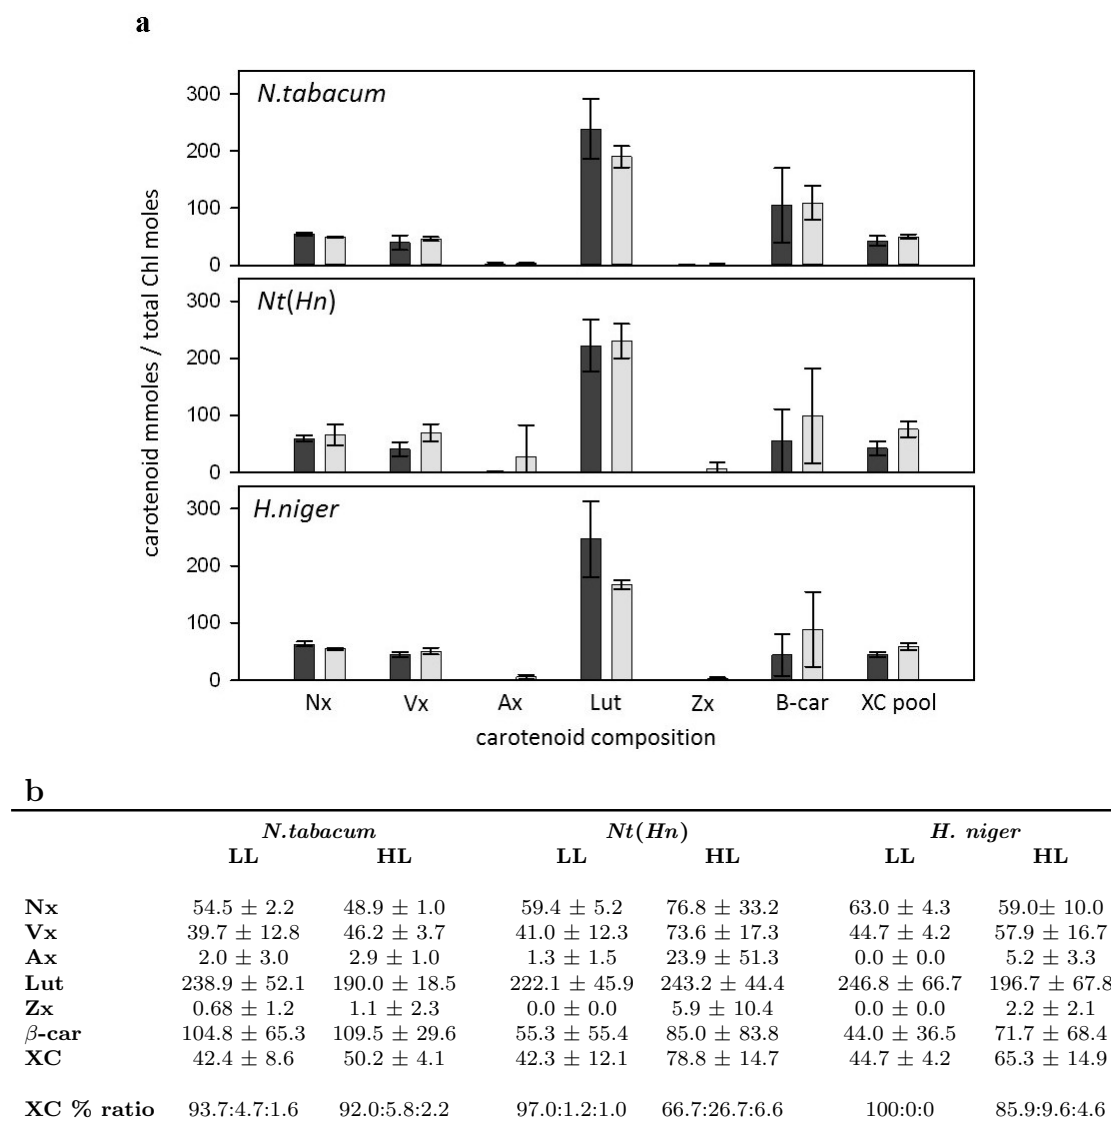 a
N.tabacum
300
200
100
0
Nt(Hn)
300
200
100
0
H.niger
300
200
100
0
carotenoid mmoles / total Chl moles
Nx Vx Ax Lut Zx B-car XC pool
carotenoid composition
b
N.tabacum Nt(Hn) H. niger
LL HL LL HL LL HL
Nx 54.5 ± 2.2 48.9 ± 1.0 59.4 ± 5.2 76.8 ± 33.2 63.0 ± 4.3 59.0± 10.0
Vx 39.7 ± 12.8 46.2 ± 3.7 41.0 ± 12.3 73.6 ± 17.3 44.7 ± 4.2 57.9 ± 16.7
Ax 2.0 ± 3.0 2.9 ± 1.0 1.3 ± 1.5 23.9 ± 51.3 0.0 ± 0.0 5.2 ± 3.3
Lut 238.9 ± 52.1 190.0 ± 18.5 222.1 ± 45.9 243.2 ± 44.4 246.8 ± 66.7 196.7 ± 67.8
Zx 0.68 ± 1.2 1.1 ± 2.3 0.0 ± 0.0 5.9 ± 10.4 0.0 ± 0.0 2.2 ± 2.1
β-car 104.8 ± 65.3 109.5 ± 29.6 55.3 ± 55.4 85.0 ± 83.8 44.0 ± 36.5 71.7 ± 68.4
XC 42.4 ± 8.6 50.2 ± 4.1 42.3 ± 12.1 78.8 ± 14.7 44.7 ± 4.2 65.3 ± 14.9
XC % ratio 93.7:4.7:1.6 92.0:5.8:2.2 97.0:1.2:1.0 66.7:26.7:6.6 100:0:0 85.9:9.6:4.6